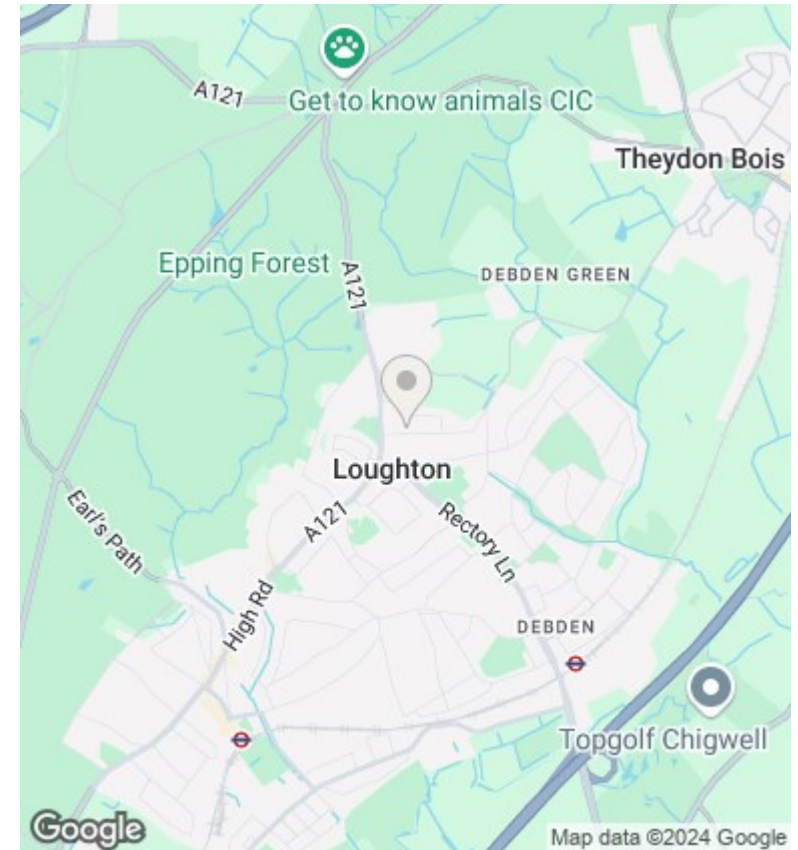 A121
Get to know animals CIC
Theydon Bois
Epping Forest
A121
DEBDEN GREEN
Loughton
Earl's Path
A121
Rectory Ln
High Rd
DEBDEN
Topgolf Chigwell
Google
Map data ©2024 Google